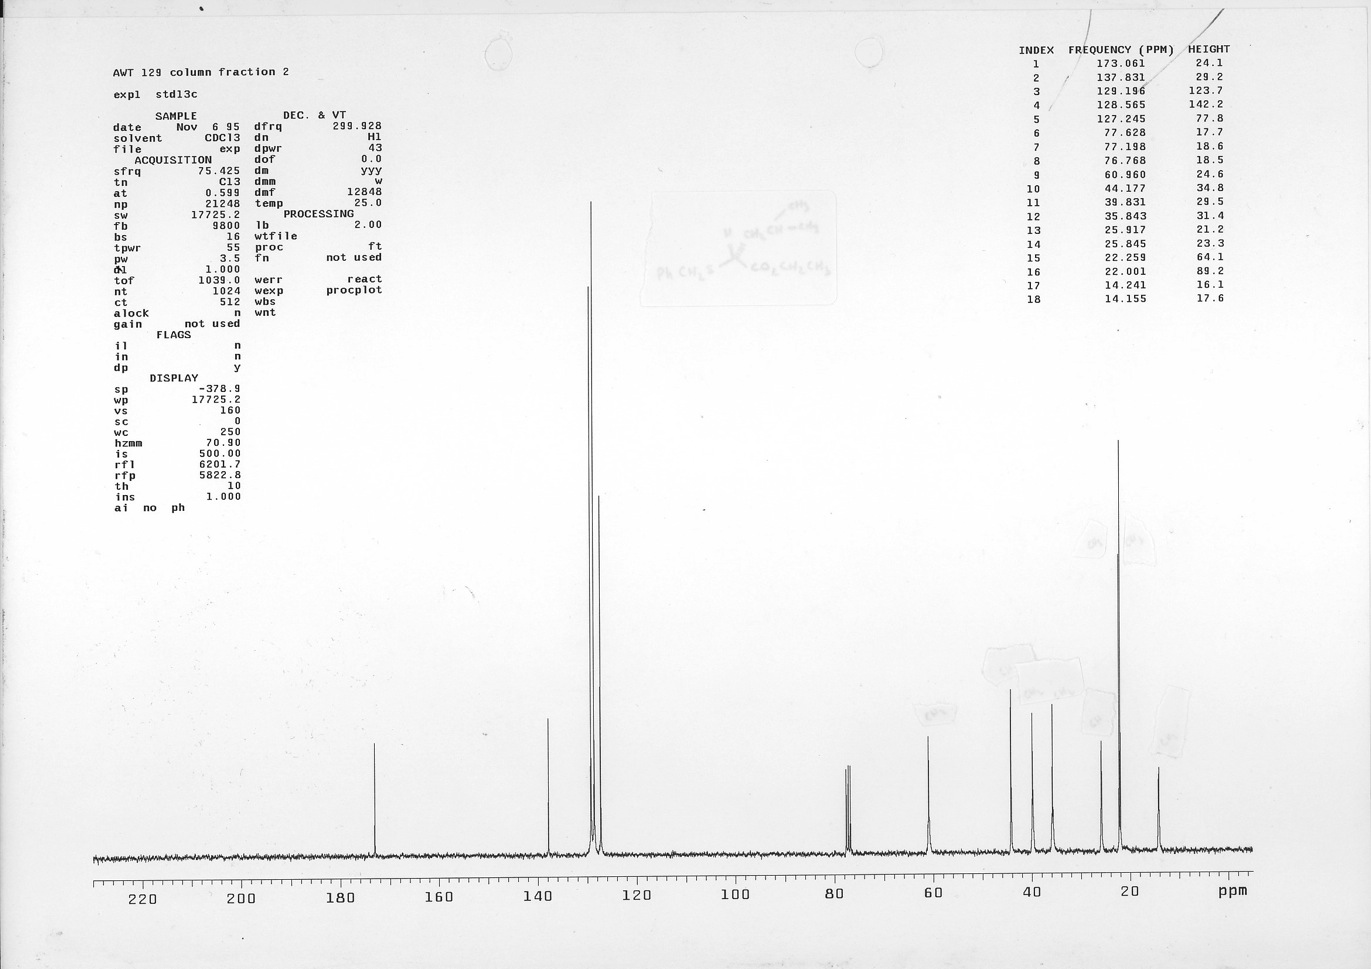 AWT 129 column fraction 2
exp1 std13c
SAMPLE DEC. & VT
date Nov 6 95 dfrq 299.928
solvent CDCl3 dn H1
file exp dpwr 43
ACQUISITION dof 0.0
sfrq 75.425 dm yyy
tn C13 dmm w
at 0.599 dmf 12848
np 21248 temp 25.0
sw 17725.2 PROCESSING
fb 9800 lb 2.00
bs 16 wtfile
tpwr 55 proc ft
pw 3.5 fn not used
d1 1.000
tof 1039.0 werr react
nt 1024 wexp procplot
ct 512 wbs
alock n wnt
gain not used
FLAGS
il n
in n
dp y
DISPLAY
sp -378.9
wp 17725.2
vs 160
sc 0
wc 250
hzmm 70.90
is 500.00
rfl 6201.7
rfp 5822.8
th 10
ins 1.000
ai no ph
INDEX FREQUENCY (PPM) HEIGHT
1 173.061 24.1
2 137.831 29.2
3 129.196 123.7
4 128.565 142.2
5 127.245 77.8
6 77.628 17.7
7 77.198 18.6
8 76.768 18.5
9 60.960 24.6
10 44.177 34.8
11 39.831 29.5
12 35.843 31.4
13 25.917 21.2
14 25.845 23.3
15 22.259 64.1
16 22.001 89.2
17 14.241 16.1
18 14.155 17.6
CH3
H CH2 CH
Ph CH2 S CO2CH2CH3
220 200 180 160 140 120 100 80 60 40 20 ppm